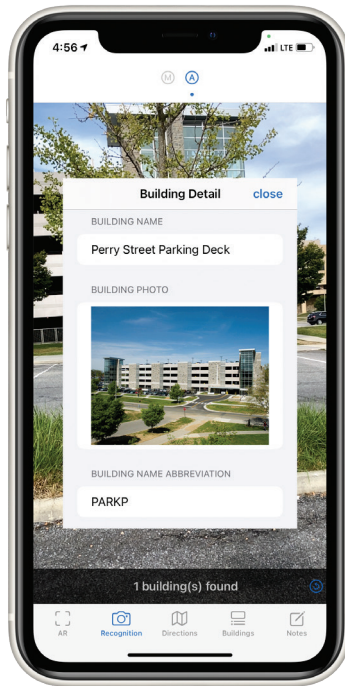 4:56
LTE
M A
Building Detail close
BUILDING NAME
Perry Street Parking Deck
BUILDING PHOTO
BUILDING NAME ABBREVIATION
PARKP
1 building(s) found
AR Recognition Directions Buildings Notes